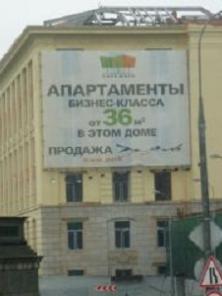 АПАРТАМЕНТЫ
БИЗНЕС-КЛАССА
от 36 м²
В ЭТОМ ДОМЕ
ПРОДАЖА